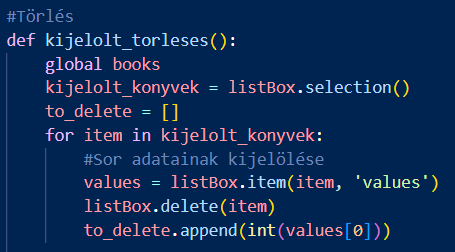 #Törlés
def kijelolt_torleses():
    global books
    kijelolt_konyvek = listBox.selection()
    to_delete = []
    for item in kijelolt_konyvek:
        #Sor adatainak kijelölése
        values = listBox.item(item, 'values')
        listBox.delete(item)
        to_delete.append(int(values[0]))